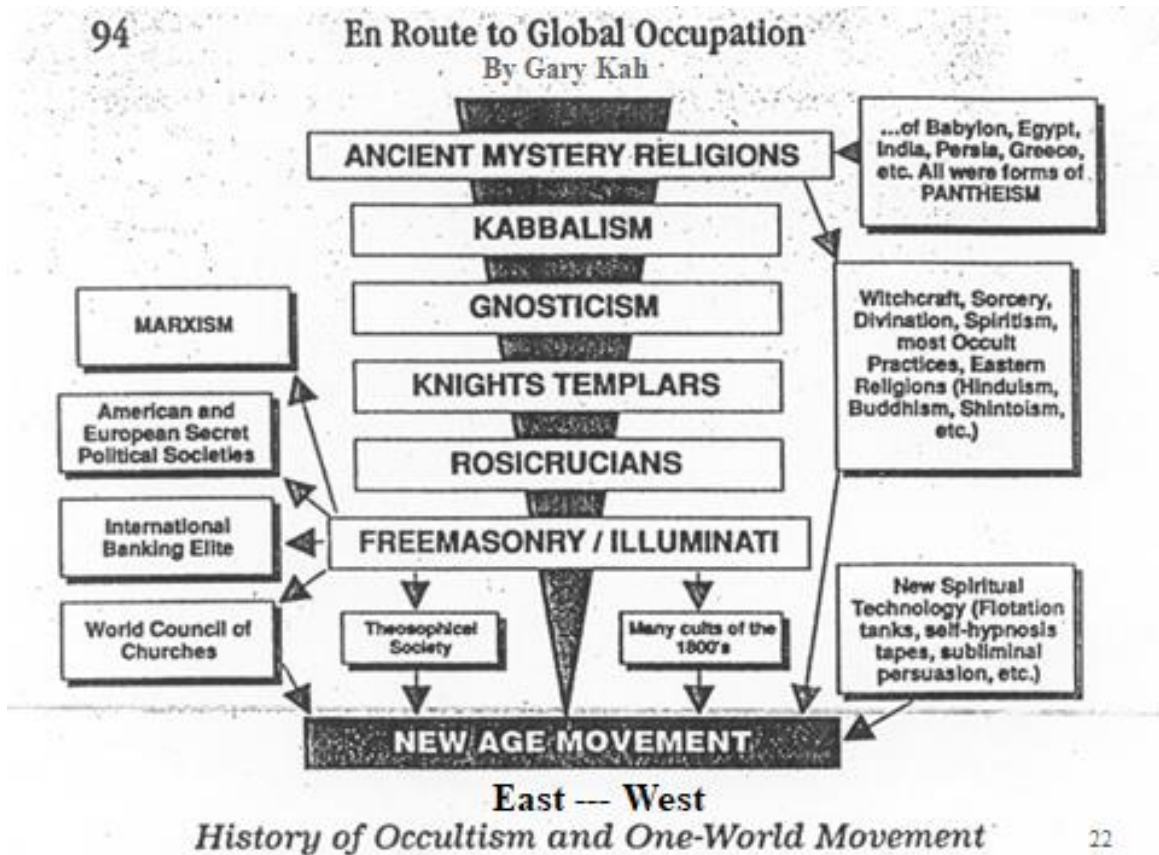 94
En Route to Global Occupation
By Gary Kah
ANCIENT MYSTERY RELIGIONS
...of Babylon, Egypt,
India, Persia, Greece,
etc. All were forms of
PANTHEISM
KABBALISM
GNOSTICISM
KNIGHTS TEMPLARS
ROSICRUCIANS
FREEMASONRY / ILLUMINATI
Witchcraft, Sorcery,
Divination, Spiritism,
most Occult
Practices, Eastern
Religions (Hinduism,
Buddhism, Shintoism,
etc.)
MARXISM
American and
European Secret
Political Societies
International
Banking Elite
World Council of
Churches
Theosophical
Society
Many cults of the
1800's
New Spiritual
Technology (Flotation
tanks, self-hypnosis
tapes, subliminal
persuasion, etc.)
NEW AGE MOVEMENT
East --- West
History of Occultism and One-World Movement
22